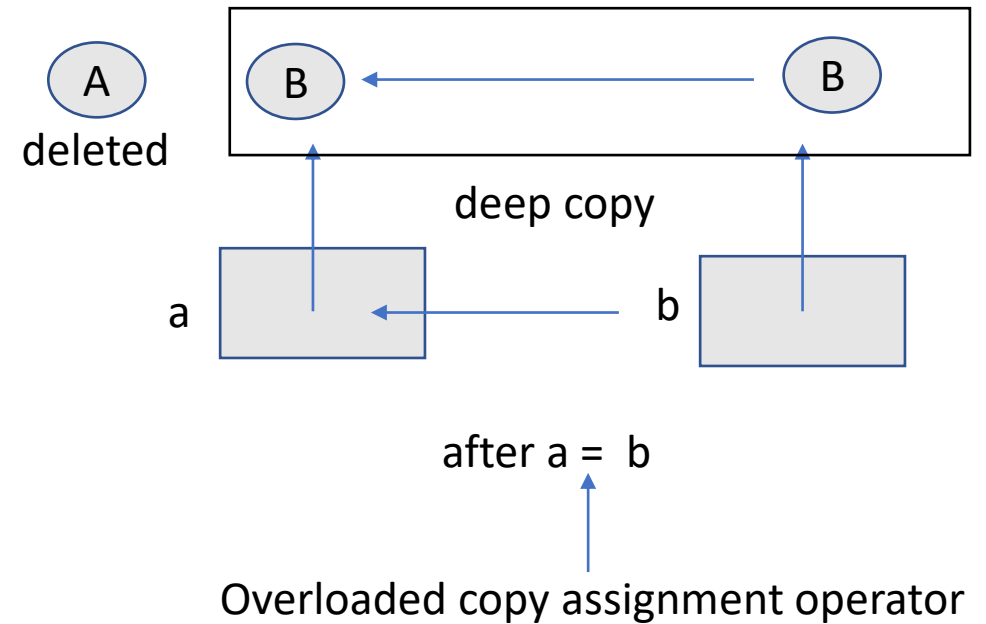 A B B
deleted
deep copy
a b
after a = b
Overloaded copy assignment operator